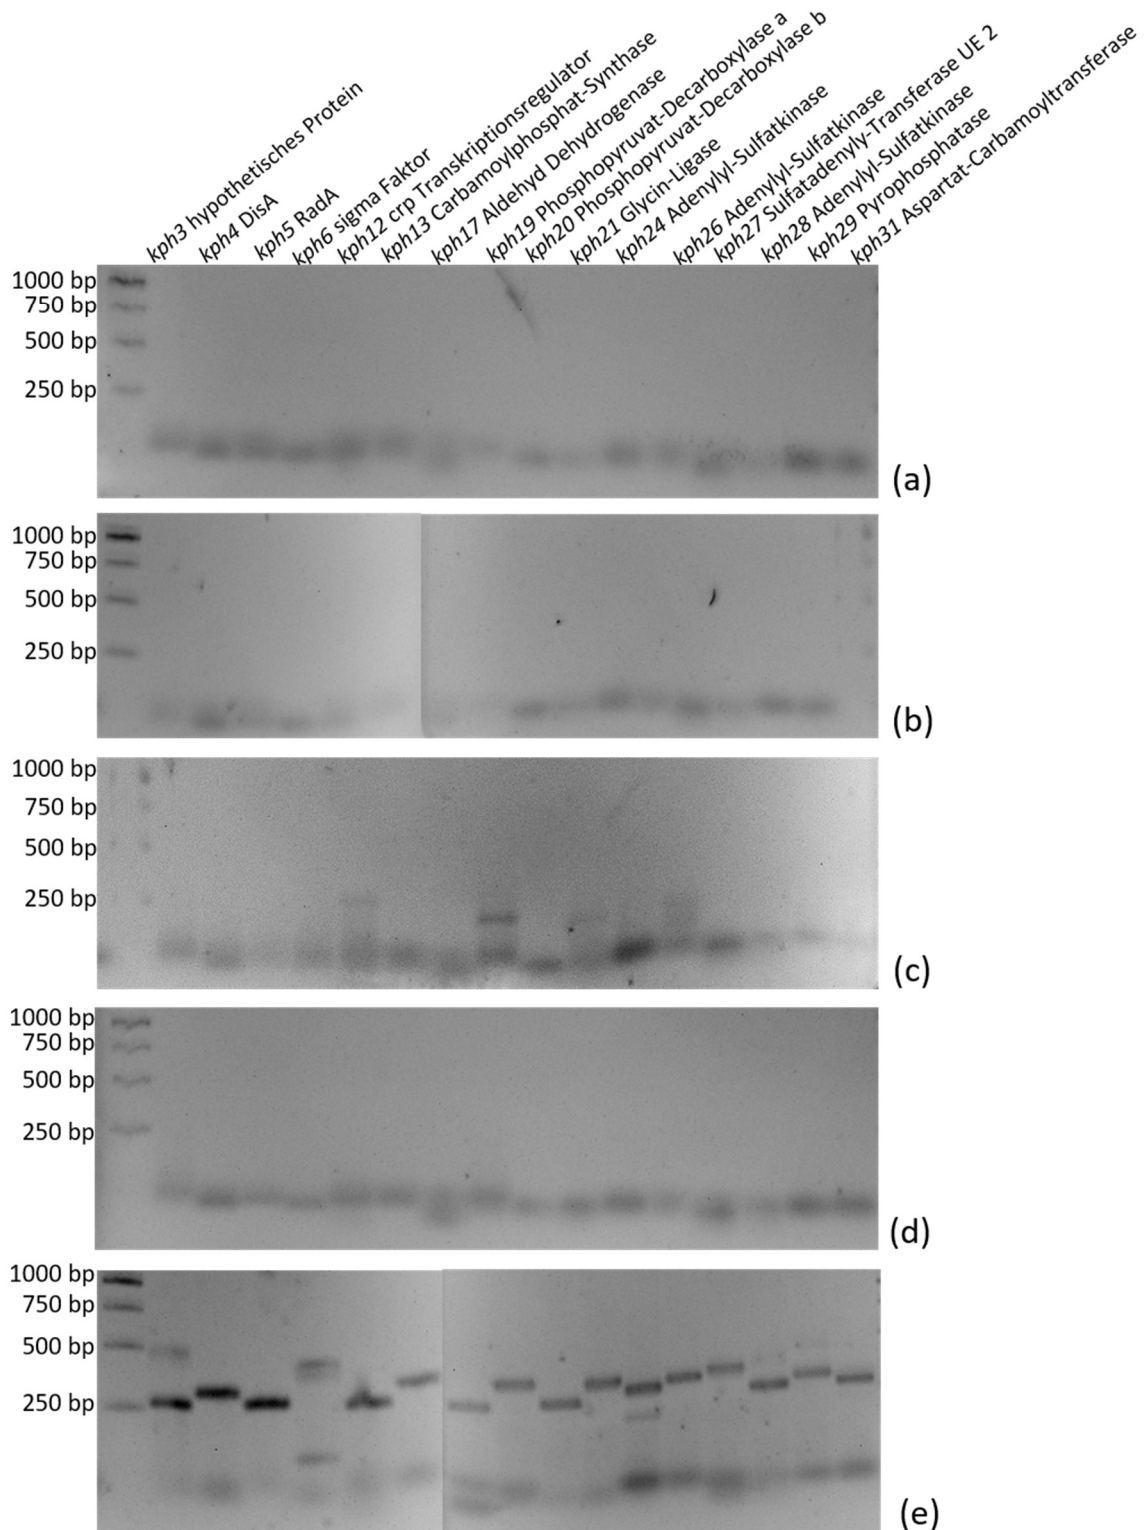 kph3 hypothetisches Protein
kph4 DisA
kph5 RadA
kph6 sigma Faktor
kph12 crp Transkriptionsregulator
kph13 Carbamoylphosphat-Synthase
kph17 Aldehyd Dehydrogenase
kph19 Phosphopyruvat-Decarboxylase a
kph20 Phosphopyruvat-Decarboxylase b
kph21 Glycin-Ligase
kph24 Adenylyl-Sulfatkinase
kph26 Adenylyl-Sulfatkinase
kph27 Sulfatadenyly-Transferase UE 2
kph28 Adenylyl-Sulfatkinase
kph29 Pyrophosphatase
kph31 Aspartat-Carbamoyltransferase
1000 bp
750 bp
500 bp
250 bp
(a)
1000 bp
750 bp
500 bp
250 bp
(b)
1000 bp
750 bp
500 bp
250 bp
(c)
1000 bp
750 bp
500 bp
250 bp
(d)
1000 bp
750 bp
500 bp
250 bp
(e)